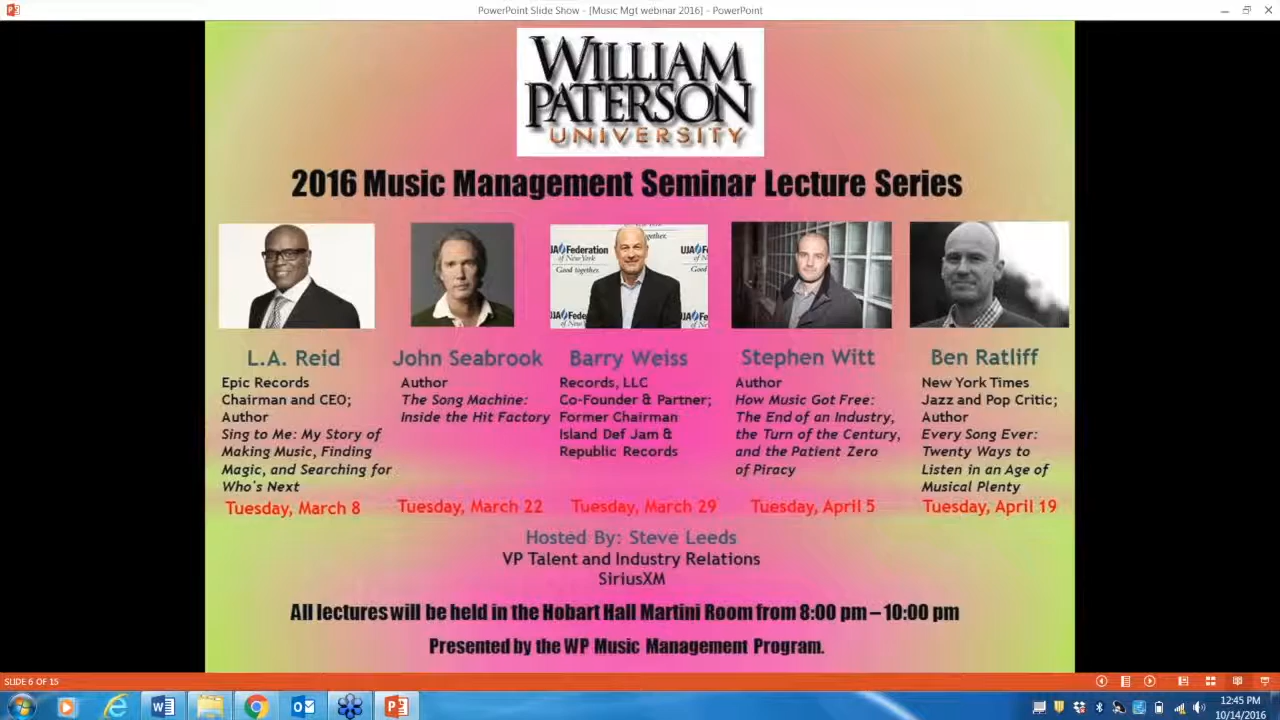 PowerPoint Slide Show - [Music Mgt webinar 2016] - PowerPoint
WILLIAM
PATERSON
UNIVERSITY
2016 Music Management Seminar Lecture Series
UJA Federation
of New York
Good together.
L.A. Reid
Epic Records
Chairman and CEO;
Author
Sing to Me: My Story of
Making Music, Finding
Magic, and Searching for
Who's Next
Tuesday, March 8
John Seabrook
Author
The Song Machine:
Inside the Hit Factory
Tuesday, March 22
Barry Weiss
Records, LLC
Co-Founder & Partner;
Former Chairman
Island Def Jam &
Republic Records
Tuesday, March 29
Stephen Witt
Author
How Music Got Free:
The End of an Industry,
the Turn of the Century,
and the Patient Zero
of Piracy
Tuesday, April 5
Ben Ratliff
New York Times
Jazz and Pop Critic;
Author
Every Song Ever:
Twenty Ways to
Listen in an Age of
Musical Plenty
Tuesday, April 19
Hosted By: Steve Leeds
VP Talent and Industry Relations
SiriusXM
All lectures will be held in the Hobart Hall Martini Room from 8:00 pm – 10:00 pm
Presented by the WP Music Management Program.
SLIDE 6 OF 15
12:45 PM
10/14/2016